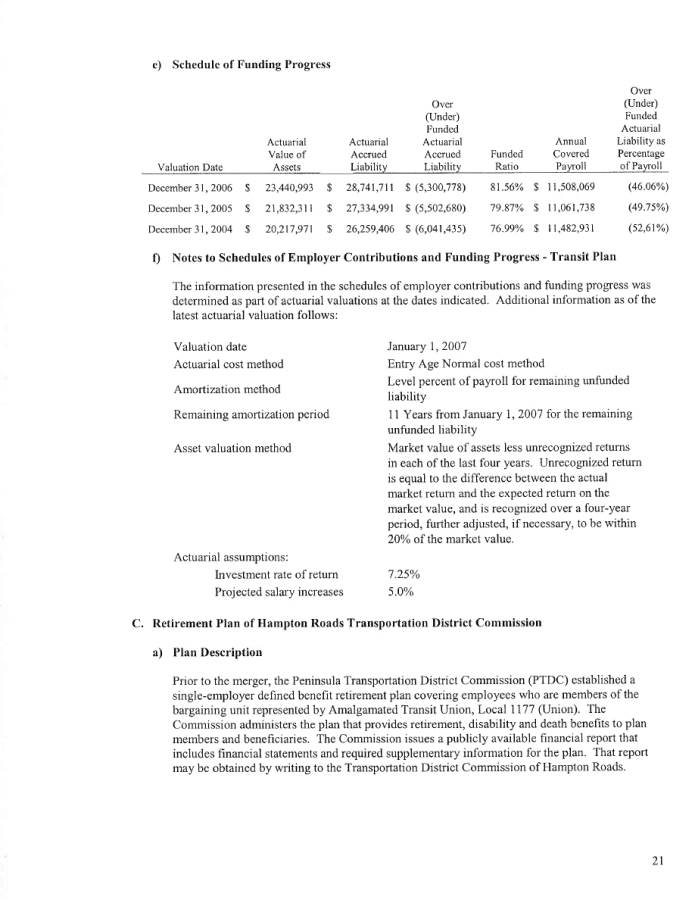 e) Schedule of Funding Progress
Over
Over (Under)
(Under) Funded
Funded Actuarial
Actuarial Actuarial Actuarial Annual Liability as
Value of Accrued Accrued Funded Covered Percentage
Valuation Date Assets Liability Liability Ratio Payroll of Payroll
December 31, 2006 $ 23,440,993 $ 28,741,711 $ (5,300,778) 81.56% $ 11,508,069 (46.06%)
December 31, 2005 $ 21,832,311 $ 27,334,991 $ (5,502,680) 79.87% $ 11,061,738 (49.75%)
December 31, 2004 $ 20,217,971 $ 26,259,406 $ (6,041,435) 76.99% $ 11,482,931 (52,61%)
f) Notes to Schedules of Employer Contributions and Funding Progress - Transit Plan
The information presented in the schedules of employer contributions and funding progress was
determined as part of actuarial valuations at the dates indicated. Additional information as of the
latest actuarial valuation follows:
Valuation date January 1, 2007
Actuarial cost method Entry Age Normal cost method
Amortization method Level percent of payroll for remaining unfunded
liability
Remaining amortization period 11 Years from January 1, 2007 for the remaining
unfunded liability
Asset valuation method Market value of assets less unrecognized returns
in each of the last four years. Unrecognized return
is equal to the difference between the actual
market return and the expected return on the
market value, and is recognized over a four-year
period, further adjusted, if necessary, to be within
20% of the market value.
Actuarial assumptions:
Investment rate of return 7.25%
Projected salary increases 5.0%
C. Retirement Plan of Hampton Roads Transportation District Commission
a) Plan Description
Prior to the merger, the Peninsula Transportation District Commission (PTDC) established a
single-employer defined benefit retirement plan covering employees who are members of the
bargaining unit represented by Amalgamated Transit Union, Local 1177 (Union). The
Commission administers the plan that provides retirement, disability and death benefits to plan
members and beneficiaries. The Commission issues a publicly available financial report that
includes financial statements and required supplementary information for the plan. That report
may be obtained by writing to the Transportation District Commission of Hampton Roads.
21